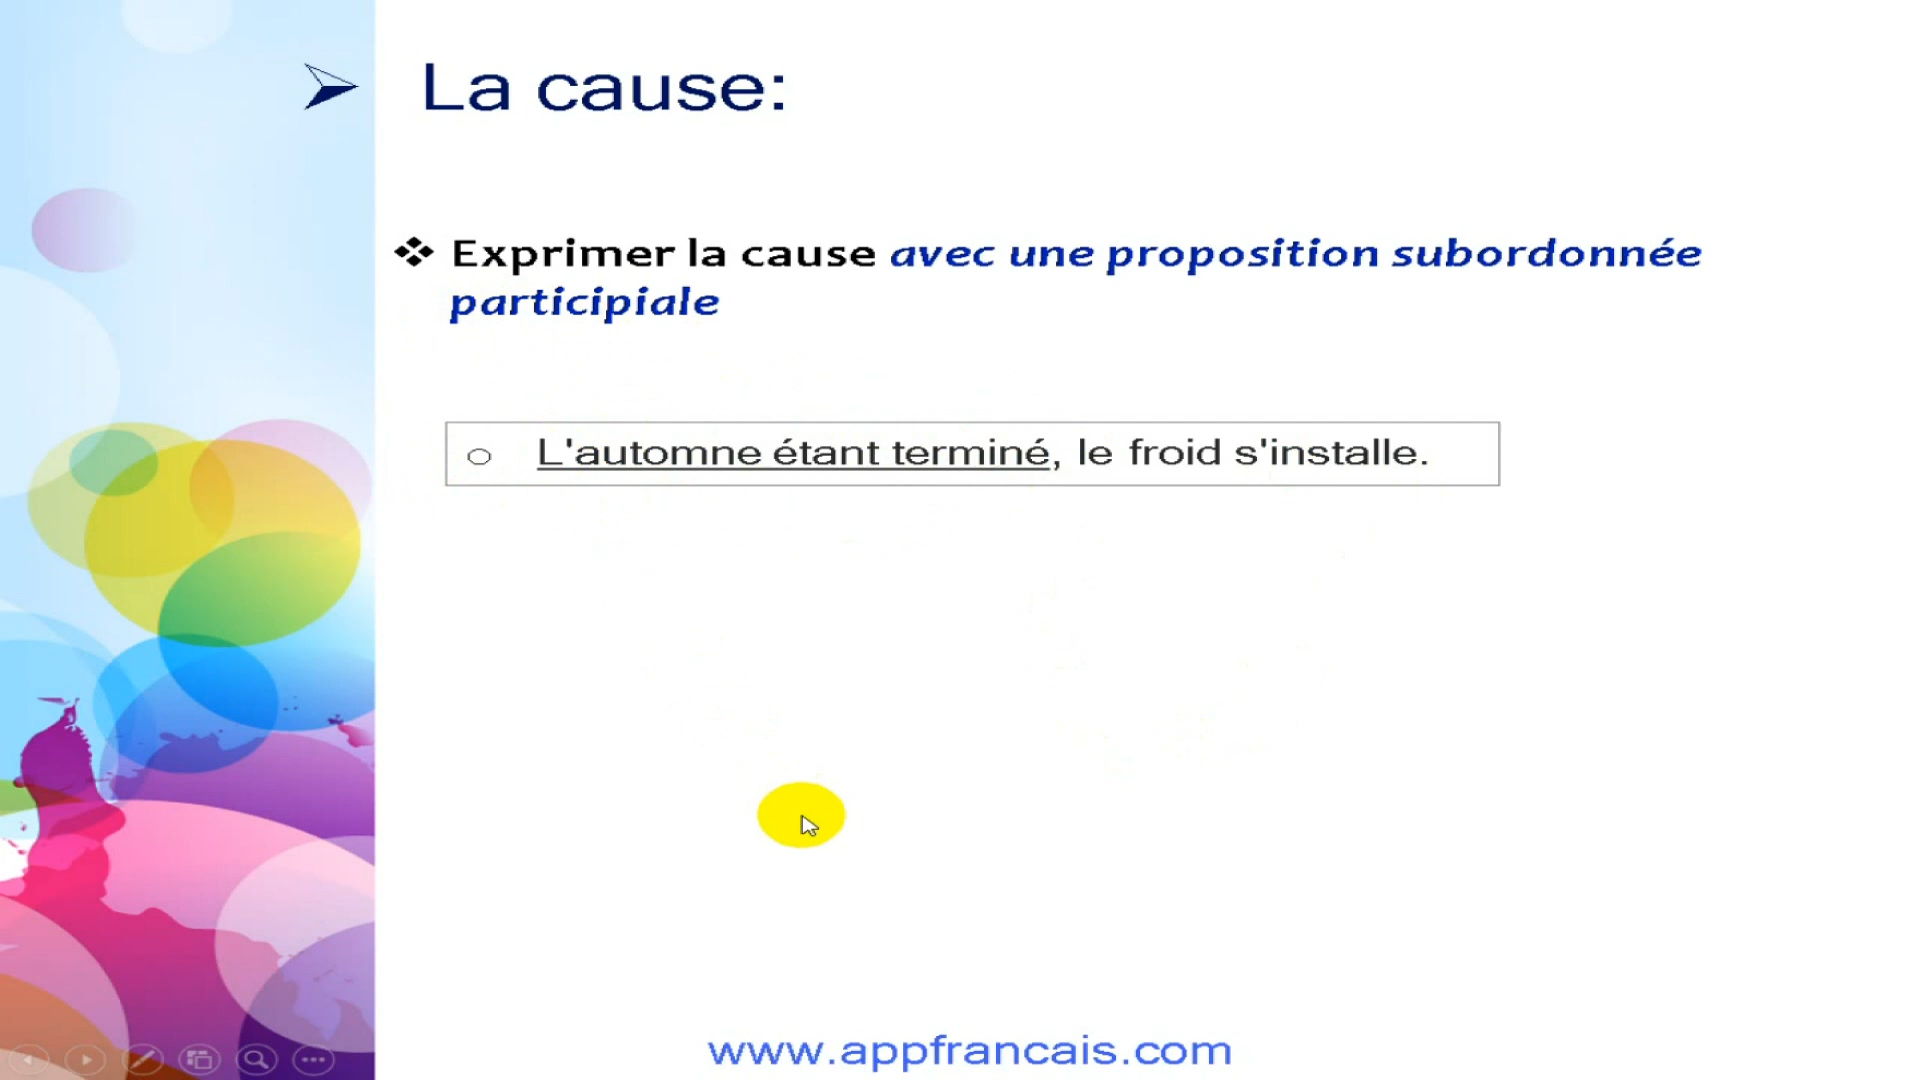 La cause:
Exprimer la cause avec une proposition subordonnée
participiale
L'automne étant terminé, le froid s'installe.
www.appfrancais.com